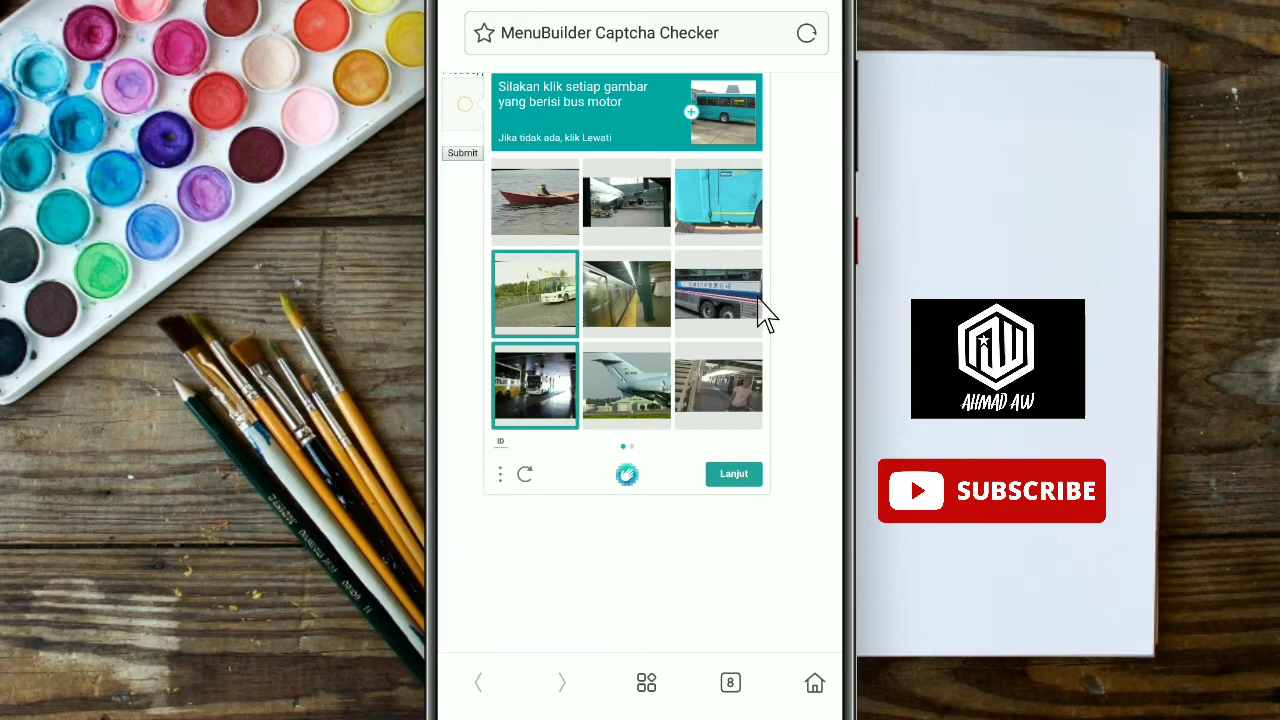 MenuBuilder Captcha Checker
Silakan klik setiap gambar
yang berisi bus motor
Jika tidak ada, klik Lewati
Submit
ID
Lanjut
8
AHMAD AW
SUBSCRIBE